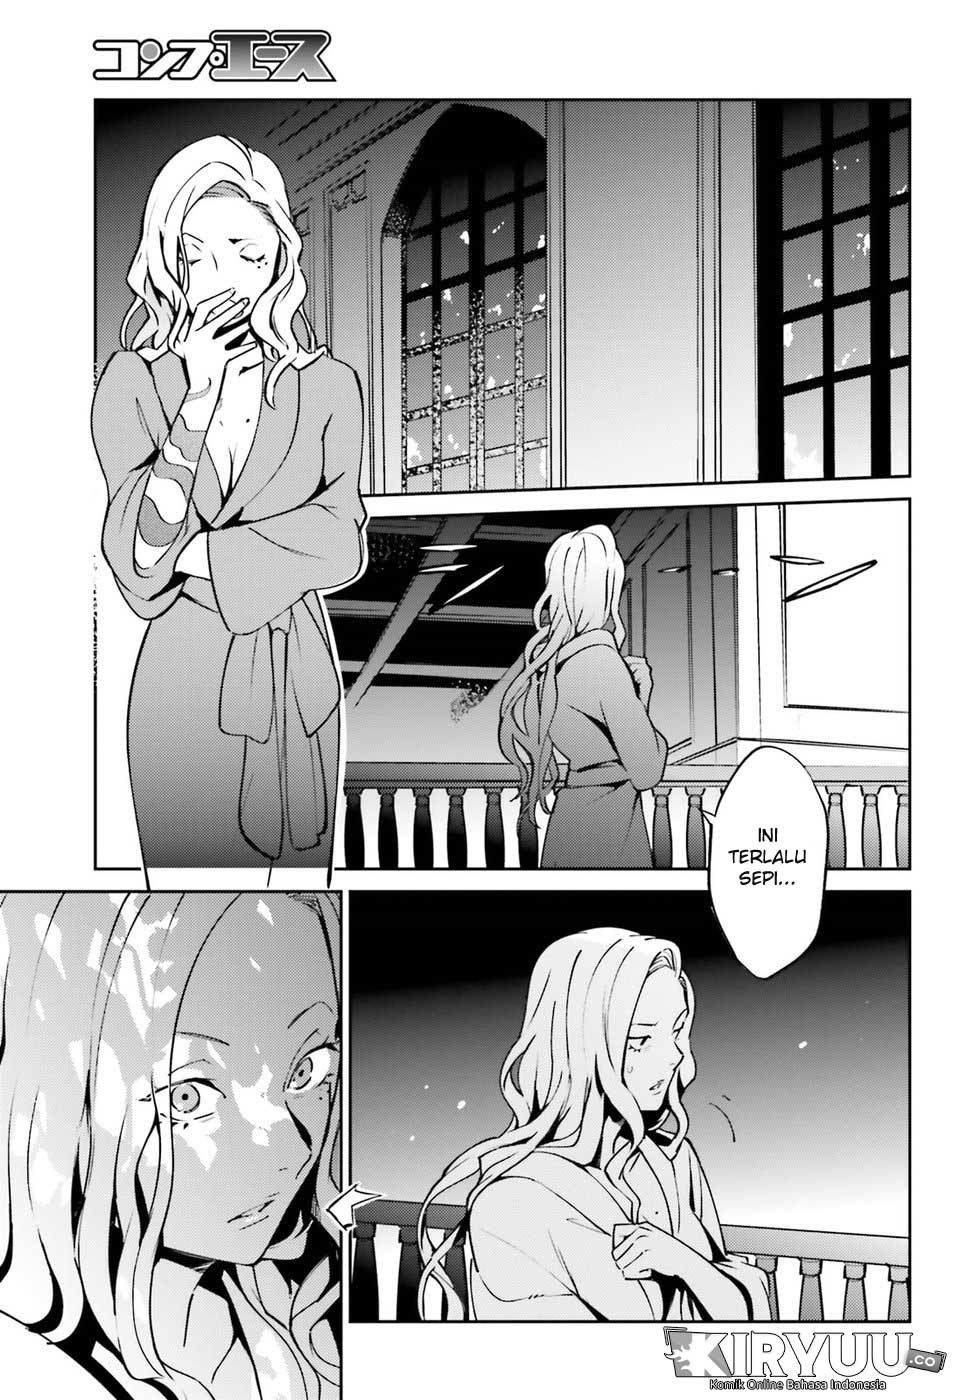 コンプエース
INI
TERLALU
SEPI...
KIRYUU.co
Komik Online Bahasa Indonesia